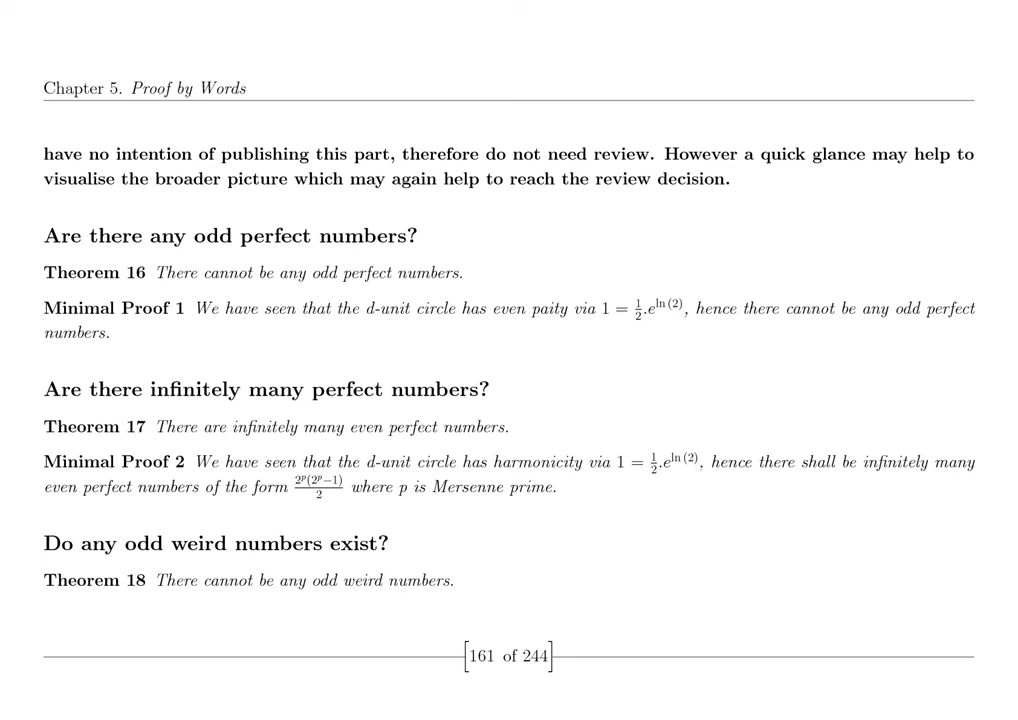 Chapter 5. Proof by Words
have no intention of publishing this part, therefore do not need review. However a quick glance may help to
visualise the broader picture which may again help to reach the review decision.
Are there any odd perfect numbers?
Theorem 16 There cannot be any odd perfect numbers.
Minimal Proof 1 We have seen that the d-unit circle has even paity via 1 = \frac{1}{2}.e^{\ln(2)}, hence there cannot be any odd perfect
numbers.
Are there infinitely many perfect numbers?
Theorem 17 There are infinitely many even perfect numbers.
Minimal Proof 2 We have seen that the d-unit circle has harmonicity via 1 = \frac{1}{2}.e^{\ln(2)}, hence there shall be infinitely many
even perfect numbers of the form \frac{2^p(2^p-1)}{2} where p is Mersenne prime.
Do any odd weird numbers exist?
Theorem 18 There cannot be any odd weird numbers.
[161 of 244]